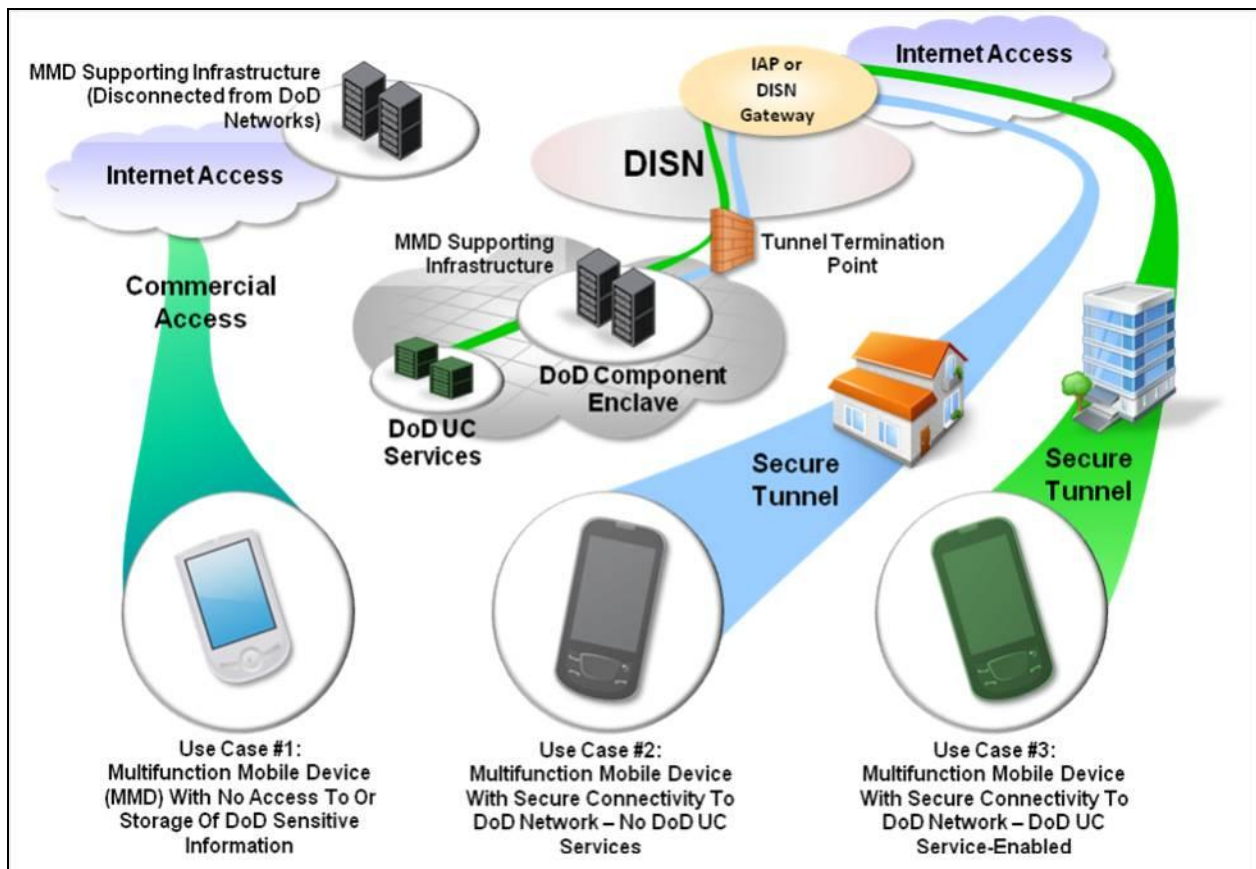 MMD Supporting Infrastructure
(Disconnected from DoD
Networks)
Internet Access
Commercial
Access
IAP or
DISN
Gateway
Internet Access
DISN
MMD Supporting
Infrastructure
Tunnel Termination
Point
DoD Component
Enclave
DoD UC
Services
Secure
Tunnel
Secure
Tunnel
Use Case #1:
Multifunction Mobile Device
(MMD) With No Access To Or
Storage Of DoD Sensitive
Information
Use Case #2:
Multifunction Mobile Device
With Secure Connectivity To
DoD Network – No DoD UC
Services
Use Case #3:
Multifunction Mobile Device
With Secure Connectivity To
DoD Network – DoD UC
Service-Enabled